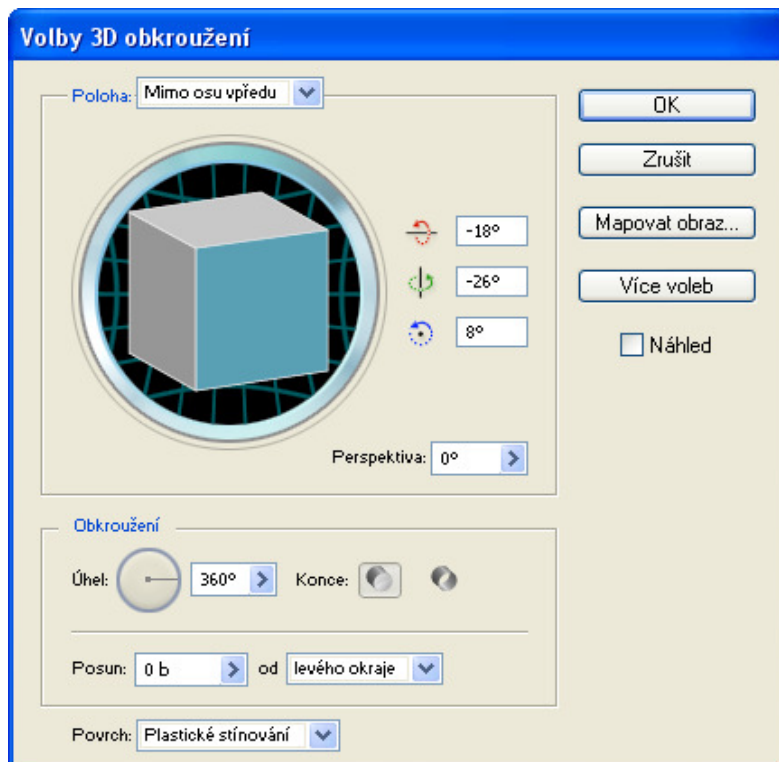 Volby 3D obkroužení
Poloha: Mimo osu vpředu
OK
Zrušit
Mapovat obraz...
Více voleb
Náhled
-18°
-26°
8°
Perspektiva: 0°
Obkroužení
Úhel: 360° Konce:
Posun: 0 b od levého okraje
Povrch: Plastické stínování